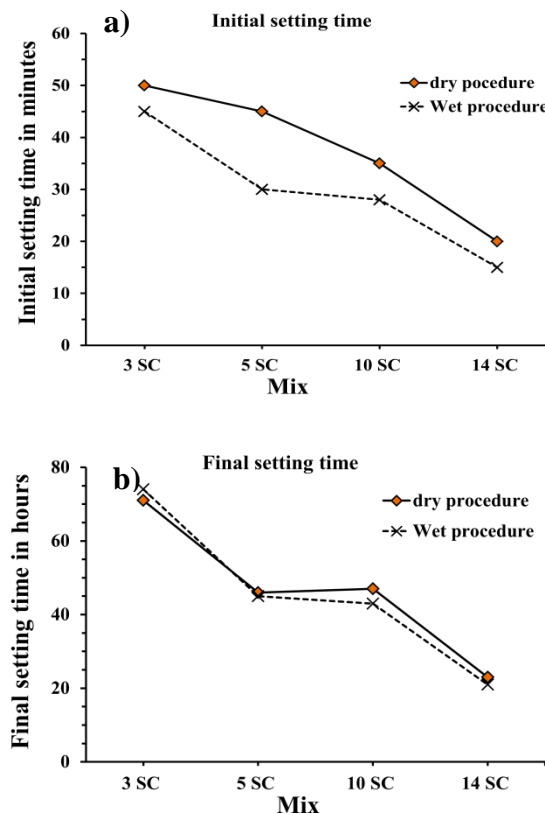 a)
Initial setting time
60
50
40
30
20
10
0
Initial setting time in minutes
dry pocedure
Wet procedure
3 SC
5 SC
10 SC
14 SC
Mix
b)
Final setting time
80
60
40
20
0
Final setting time in hours
dry procedure
Wet procedure
3 SC
5 SC
10 SC
14 SC
Mix